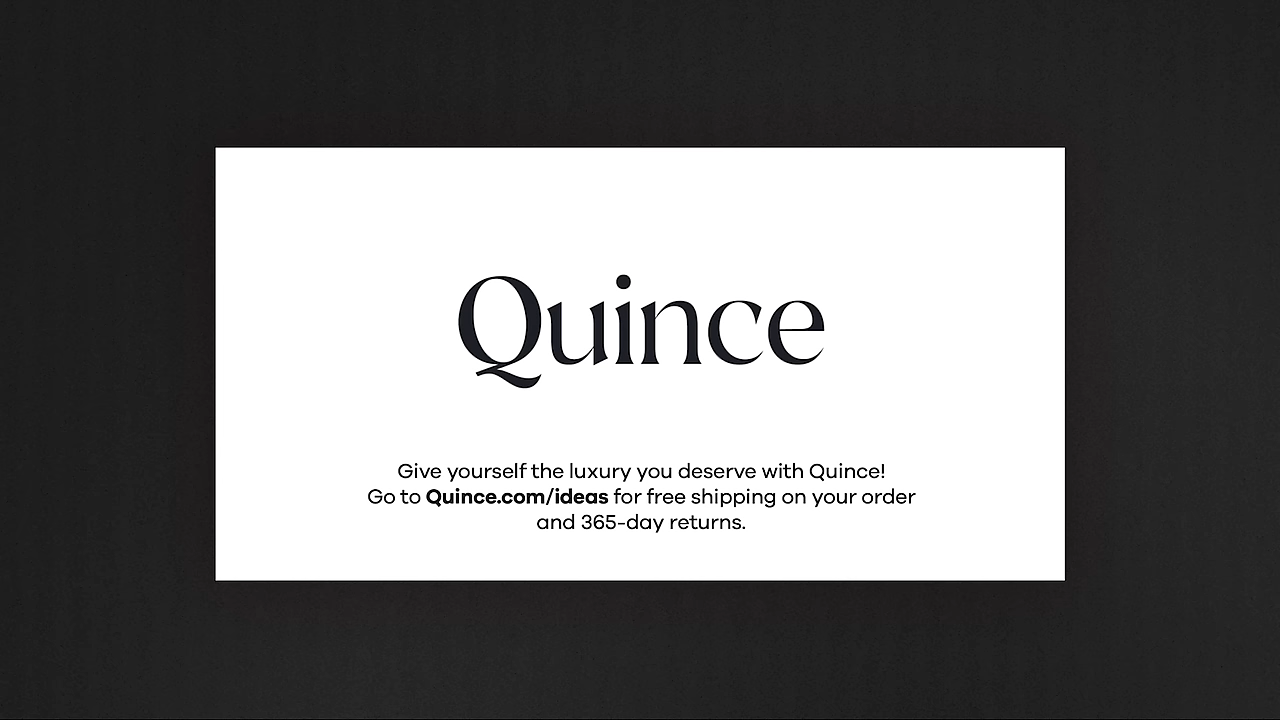 Quince
Give yourself the luxury you deserve with Quince!
Go to Quince.com/ideas for free shipping on your order
and 365-day returns.